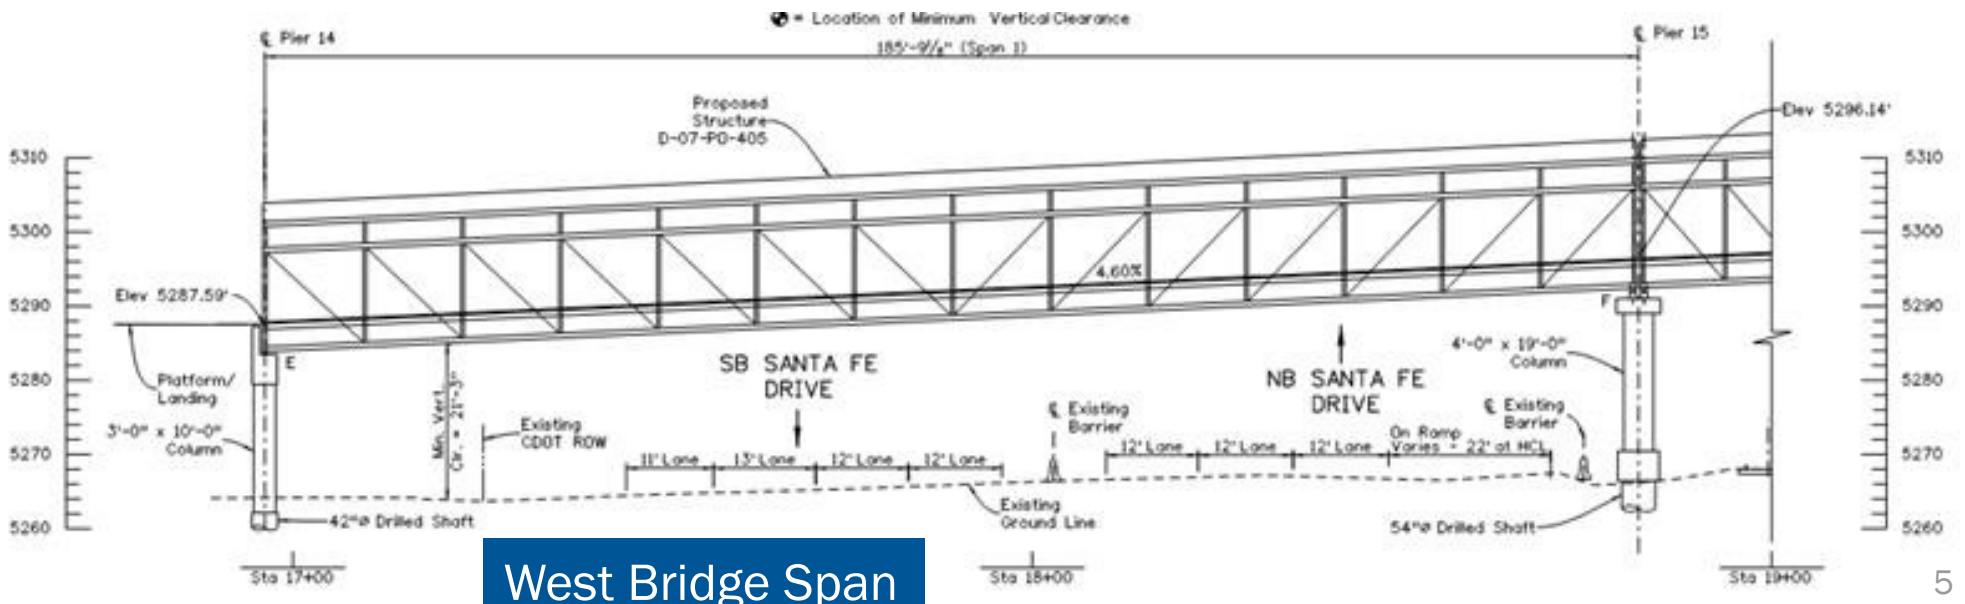 = Location of Minimum Vertical Clearance
℄ Pier 14
185'-9⅞" (Span 1)
℄ Pier 15
Proposed
Structure
D-07-PO-405
Elev 5296.14'
5310
5310
5300
5300
4.60%
Elev 5287.59'
5290
5290
F
E
SB SANTA FE
DRIVE
4'-0" x 19'-0"
Column
NB SANTA FE
DRIVE
5280
5280
Platform/
Landing
Min. Vert
Clr. = 21'-3"
Existing
CDOT ROW
℄ Existing
Barrier
℄ Existing
Barrier
3'-0" x 10'-0"
Column
On Ramp
Varies - 22' at HCL
12' Lane
12' Lane
12' Lane
5270
11' Lane
13' Lane
12' Lane
12' Lane
5270
Existing
Ground Line
5260
42"ø Drilled Shaft
54"ø Drilled Shaft
5260
Sta 17+00
West Bridge Span
Sta 18+00
Sta 19+00
5